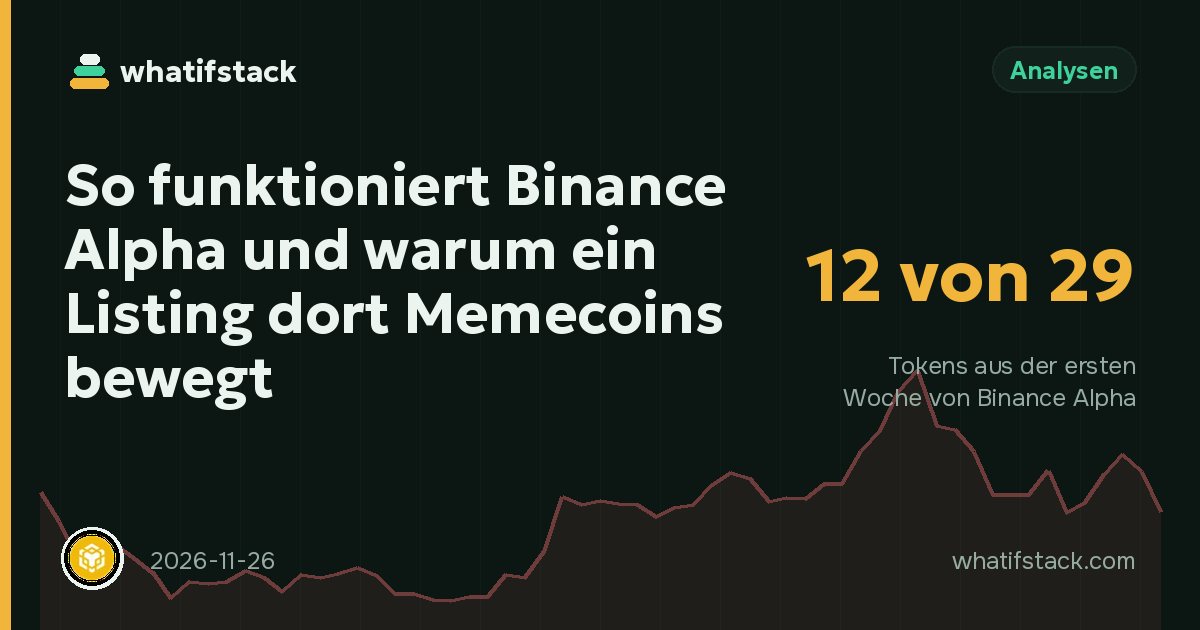 whatifstack
Analysen
So funktioniert Binance
Alpha und warum ein
Listing dort Memecoins
bewegt
12 von 29
Tokens aus der ersten
Woche von Binance Alpha
2026-11-26
whatifstack.com